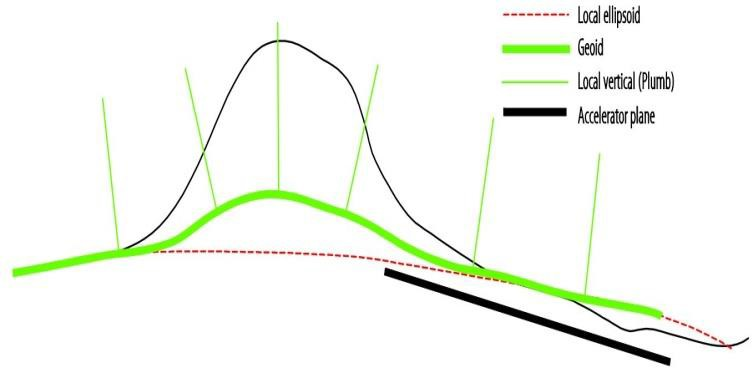 Local ellipsoid
Geoid
Local vertical (Plumb)
Accelerator plane